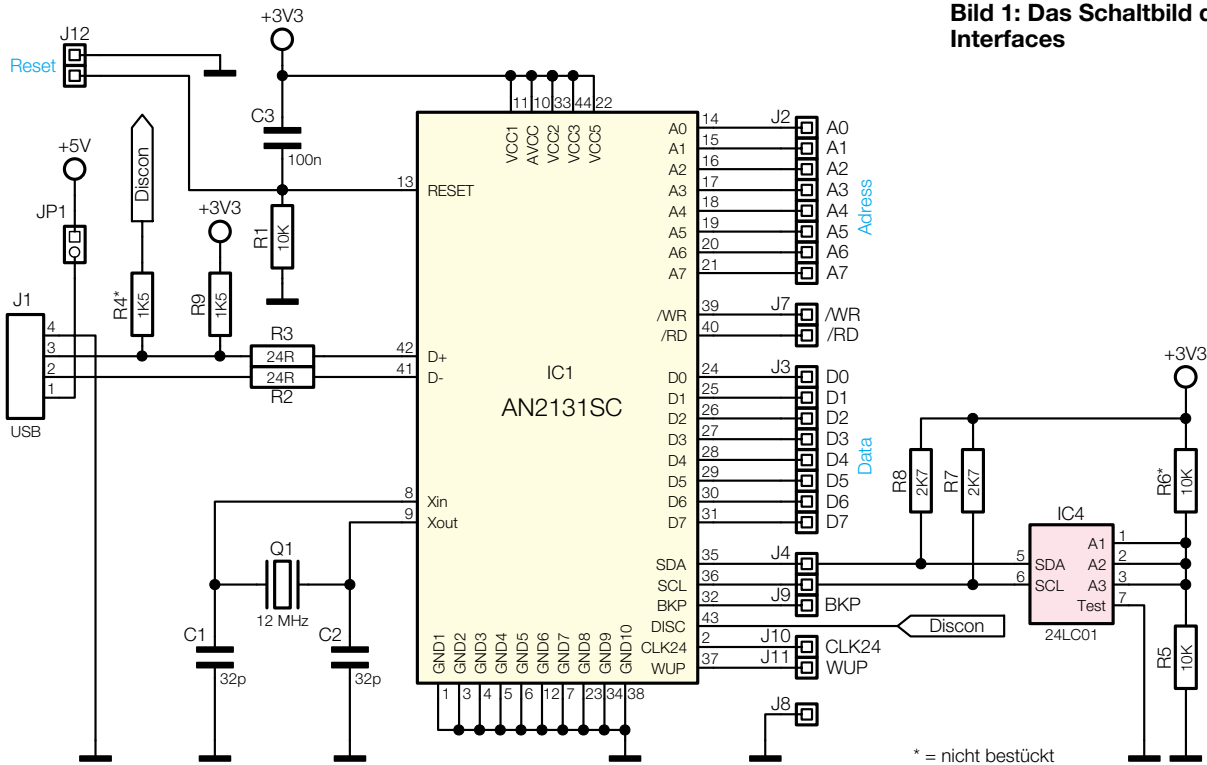 Bild 1: Das Schaltbild d
Interfaces
J12
Reset
+3V3
C3
100n
11 10 33 44 22
VCC1
AVCC
VCC2
VCC3
VCC5
+5V
JP1
Discon
+3V3
R4*
1K5
R9
1K5
R1
10K
13 RESET
J1
4
3
2
1
USB
R3
24R
24R
R2
42 D+
41 D-
IC1
AN2131SC
8 Xin
9 Xout
Q1
12 MHz
C1
32p
C2
32p
GND1
GND2
GND3
GND4
GND5
GND6
GND7
GND8
GND9
GND10
1 3 4 5 6 12 7 23 34 38
A0 14 J2 A0
A1 15 A1
A2 16 A2
A3 17 A3
A4 18 A4
A5 19 A5
A6 20 A6
A7 21 A7
Adress
/WR 39 J7 /WR
/RD 40 /RD
D0 24 J3 D0
D1 25 D1
D2 26 D2
D3 27 D3
D4 28 D4
D5 29 D5
D6 30 D6
D7 31 D7
Data
SDA 35 J4
SCL 36
BKP 32 J9 BKP
DISC 43 Discon
CLK24 2 J10 CLK24
WUP 37 J11 WUP
J8
+3V3
R8
2K7
R7
2K7
R6*
10K
IC4
5 SDA A1 1
6 SCL A2 2
A3 3
Test 7
24LC01
R5
10K
* = nicht bestückt